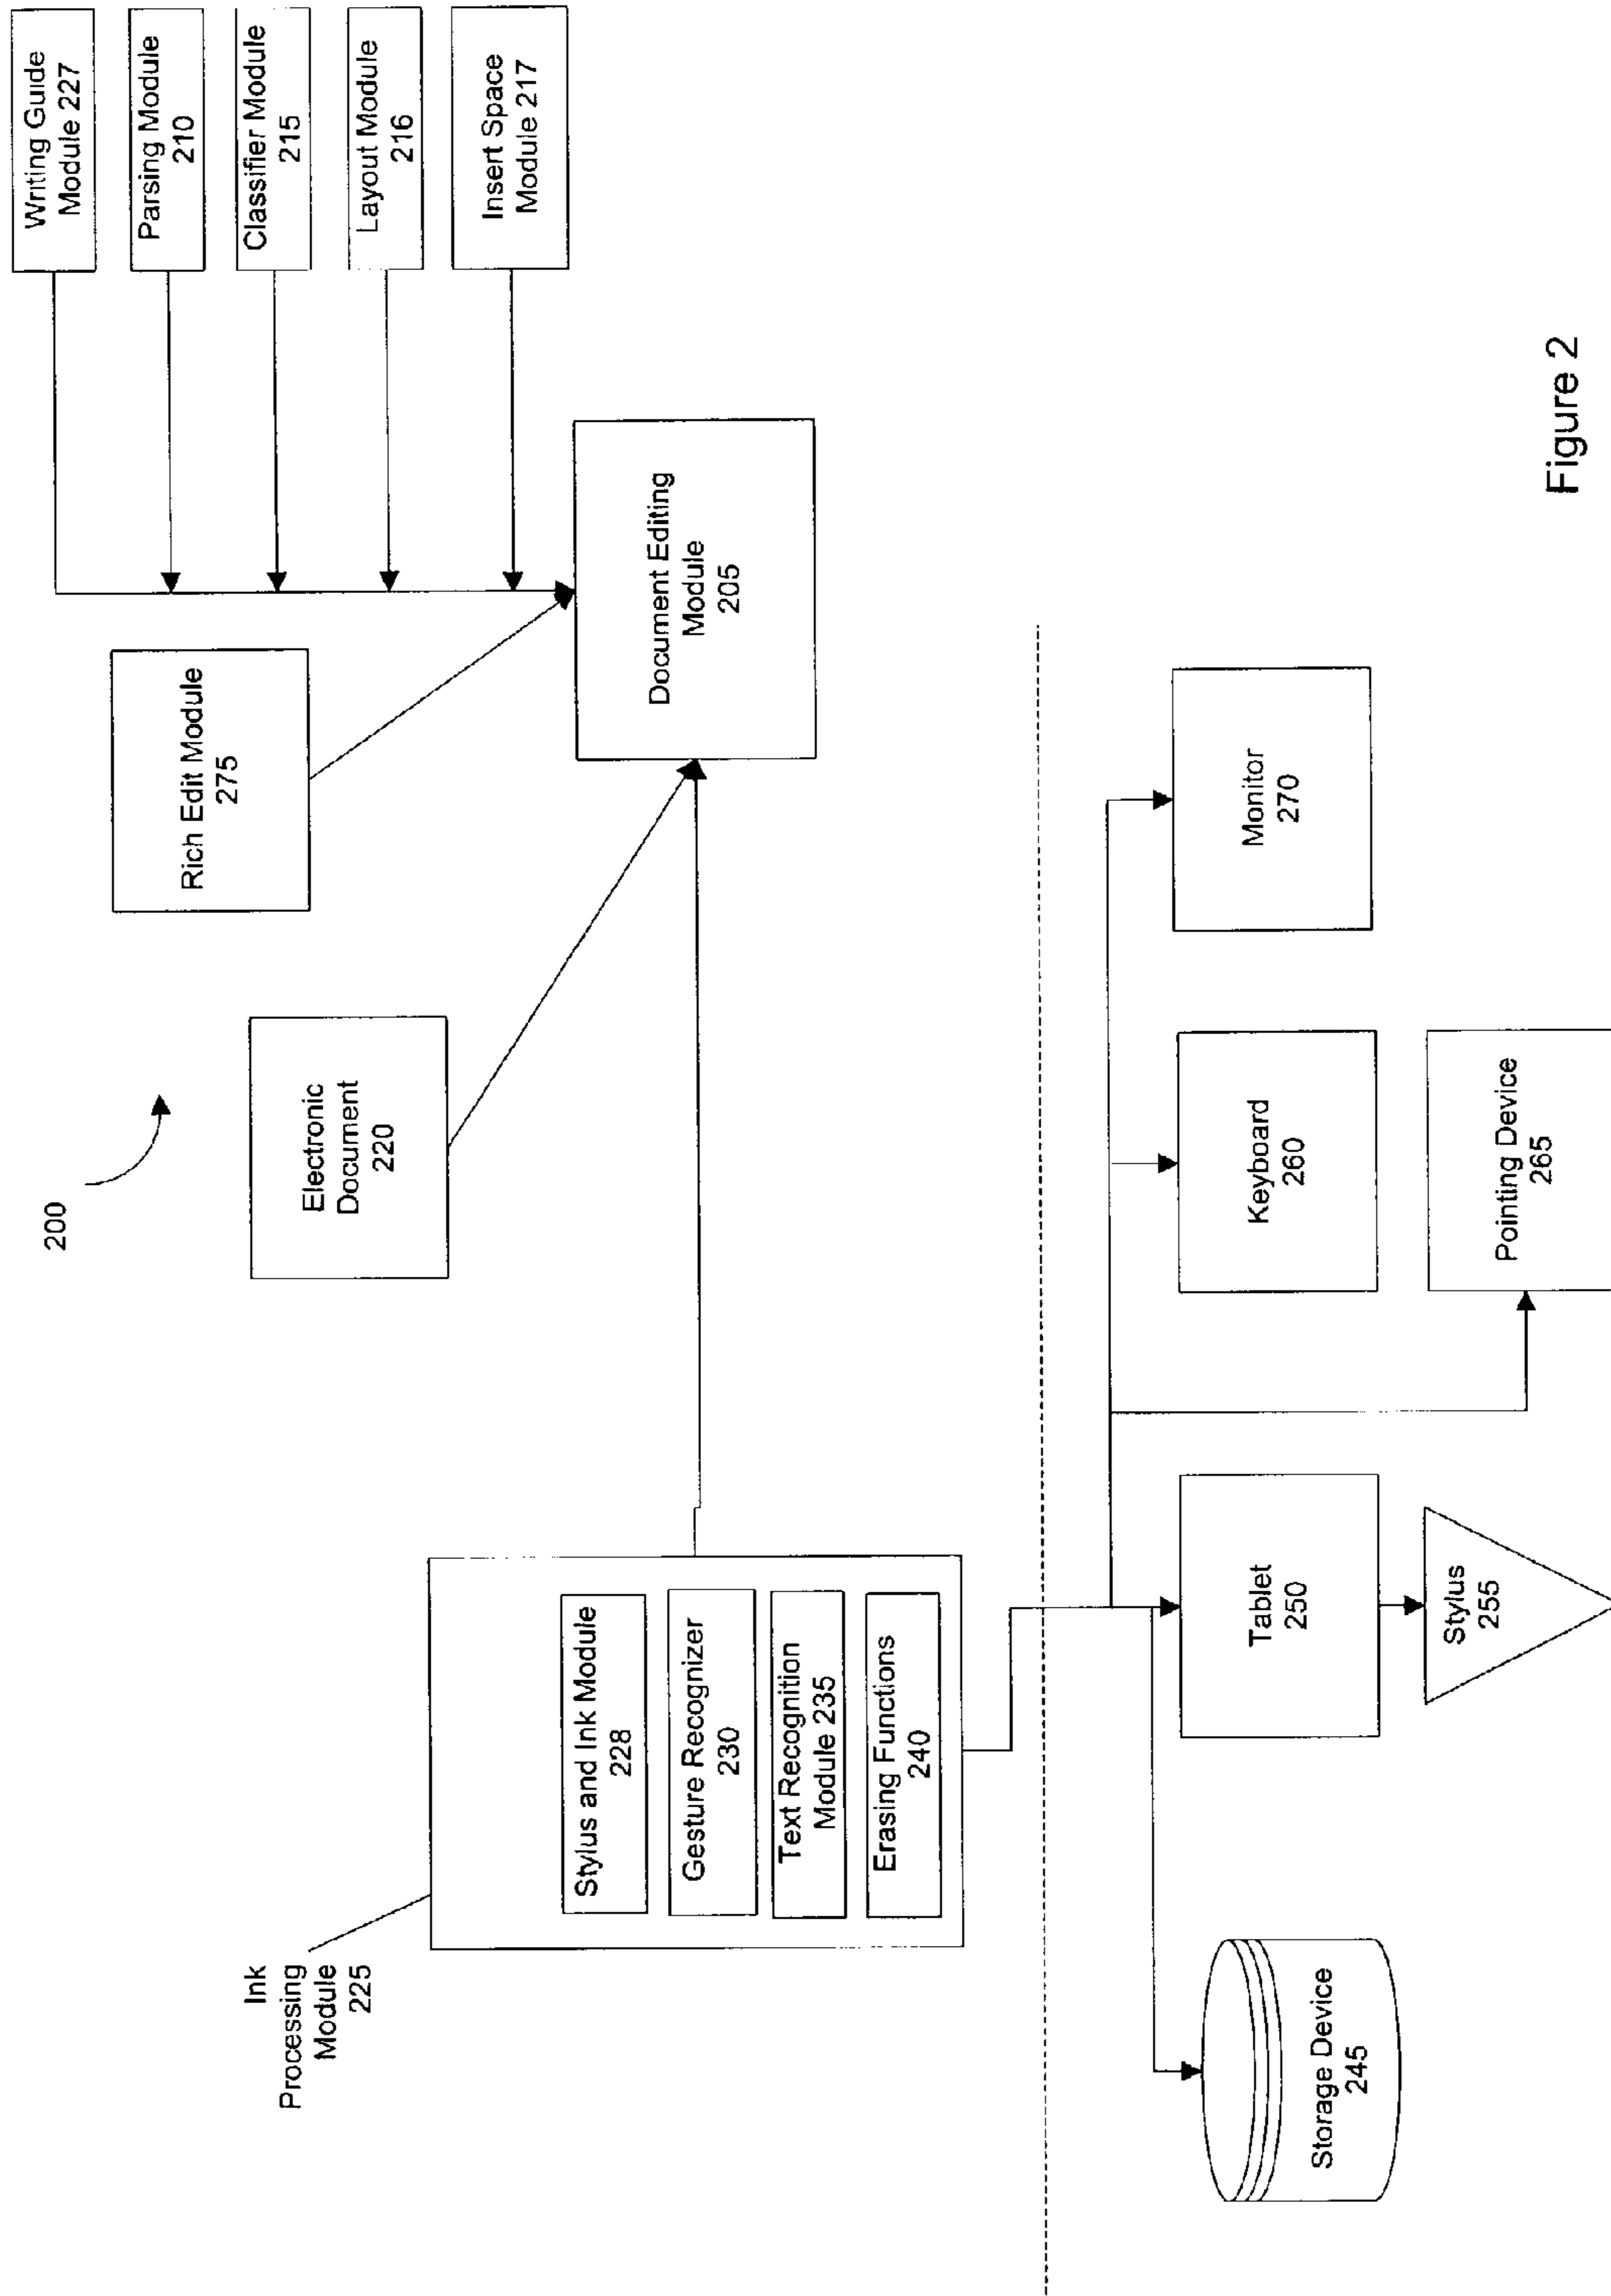 200
Writing Guide
Module 227
Parsing Module
210
Classifier Module
215
Layout Module
216
Insert Space
Module 217
Rich Edit Module
275
Electronic
Document
220
Document Editing
Module
205
Ink
Processing
Module
225
Stylus and Ink Module
228
Gesture Recognizer
230
Text Recognition
Module 235
Erasing Functions
240
Storage Device
245
Tablet
250
Stylus
255
Keyboard
260
Pointing Device
265
Monitor
270
Figure 2